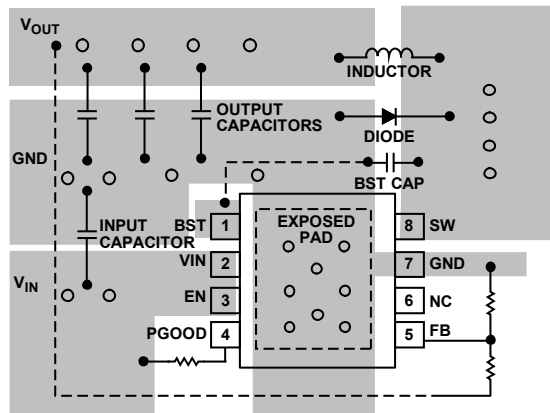 VOUT
INDUCTOR
OUTPUT
CAPACITORS
DIODE
GND
BST CAP
INPUT
CAPACITOR
BST 1
EXPOSED
PAD
8 SW
VIN 2
7 GND
VIN
EN 3
6 NC
PGOOD 4
5 FB